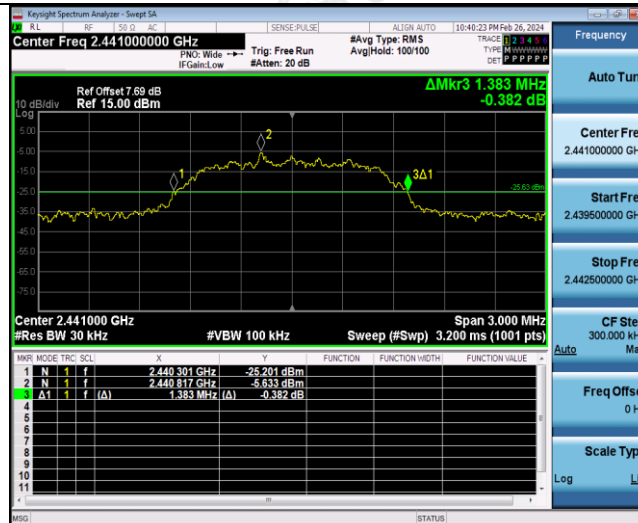 Keysight Spectrum Analyzer - Swept SA
RL RF 50 Ω AC SENSE:PULSE ALIGN AUTO 10:40:23 PM Feb 26, 2024
Center Freq 2.441000000 GHz
PNO: Wide
IFGain:Low
Trig: Free Run
#Atten: 20 dB
#Avg Type: RMS
Avg|Hold: 100/100
TRACE 1 2 3 4 5 6
TYPE M W W W W W
DET P P P P P P
Frequency
Auto Tun
Center Fre
2.441000000 GH
Start Fre
2.439500000 GH
Stop Fre
2.442500000 GH
CF Ste
300.000 kH
Auto Ma
Freq Offse
0 H
Scale Typ
Log Li
ΔMkr3 1.383 MHz
-0.382 dB
Ref Offset 7.69 dB
10 dB/div Ref 15.00 dBm
Log
5.00
-5.00
-15.0
-25.0
-35.0
-45.0
-55.0
-65.0
-75.0
1
2
3Δ1
-25.63 dBm
Center 2.441000 GHz Span 3.000 MHz
#Res BW 30 kHz #VBW 100 kHz Sweep (#Swp) 3.200 ms (1001 pts)
MKR MODE TRC SCL X Y FUNCTION FUNCTION WIDTH FUNCTION VALUE
1 N 1 f 2.440 301 GHz -25.201 dBm
2 N 1 f 2.440 817 GHz -5.633 dBm
3 Δ1 1 f (Δ) 1.383 MHz (Δ) -0.382 dB
4
5
6
7
8
9
10
11
MSG STATUS